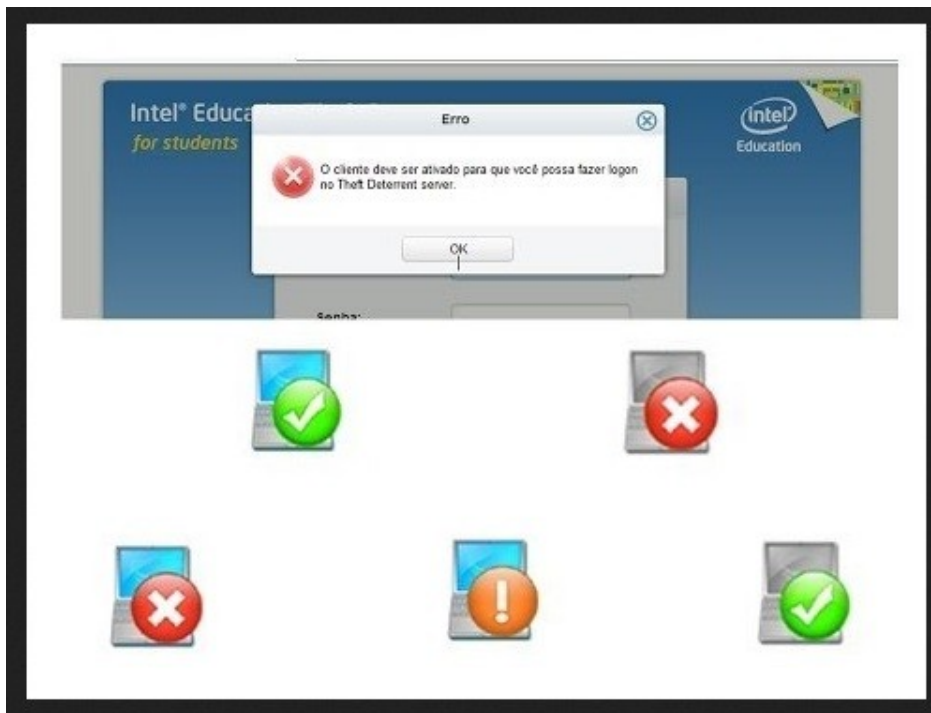 Intel® Educa
for students
Erro
O cliente deve ser ativado para que você possa fazer logon
no Theft Deterrent server.
OK
(intel)
Education
Senha: